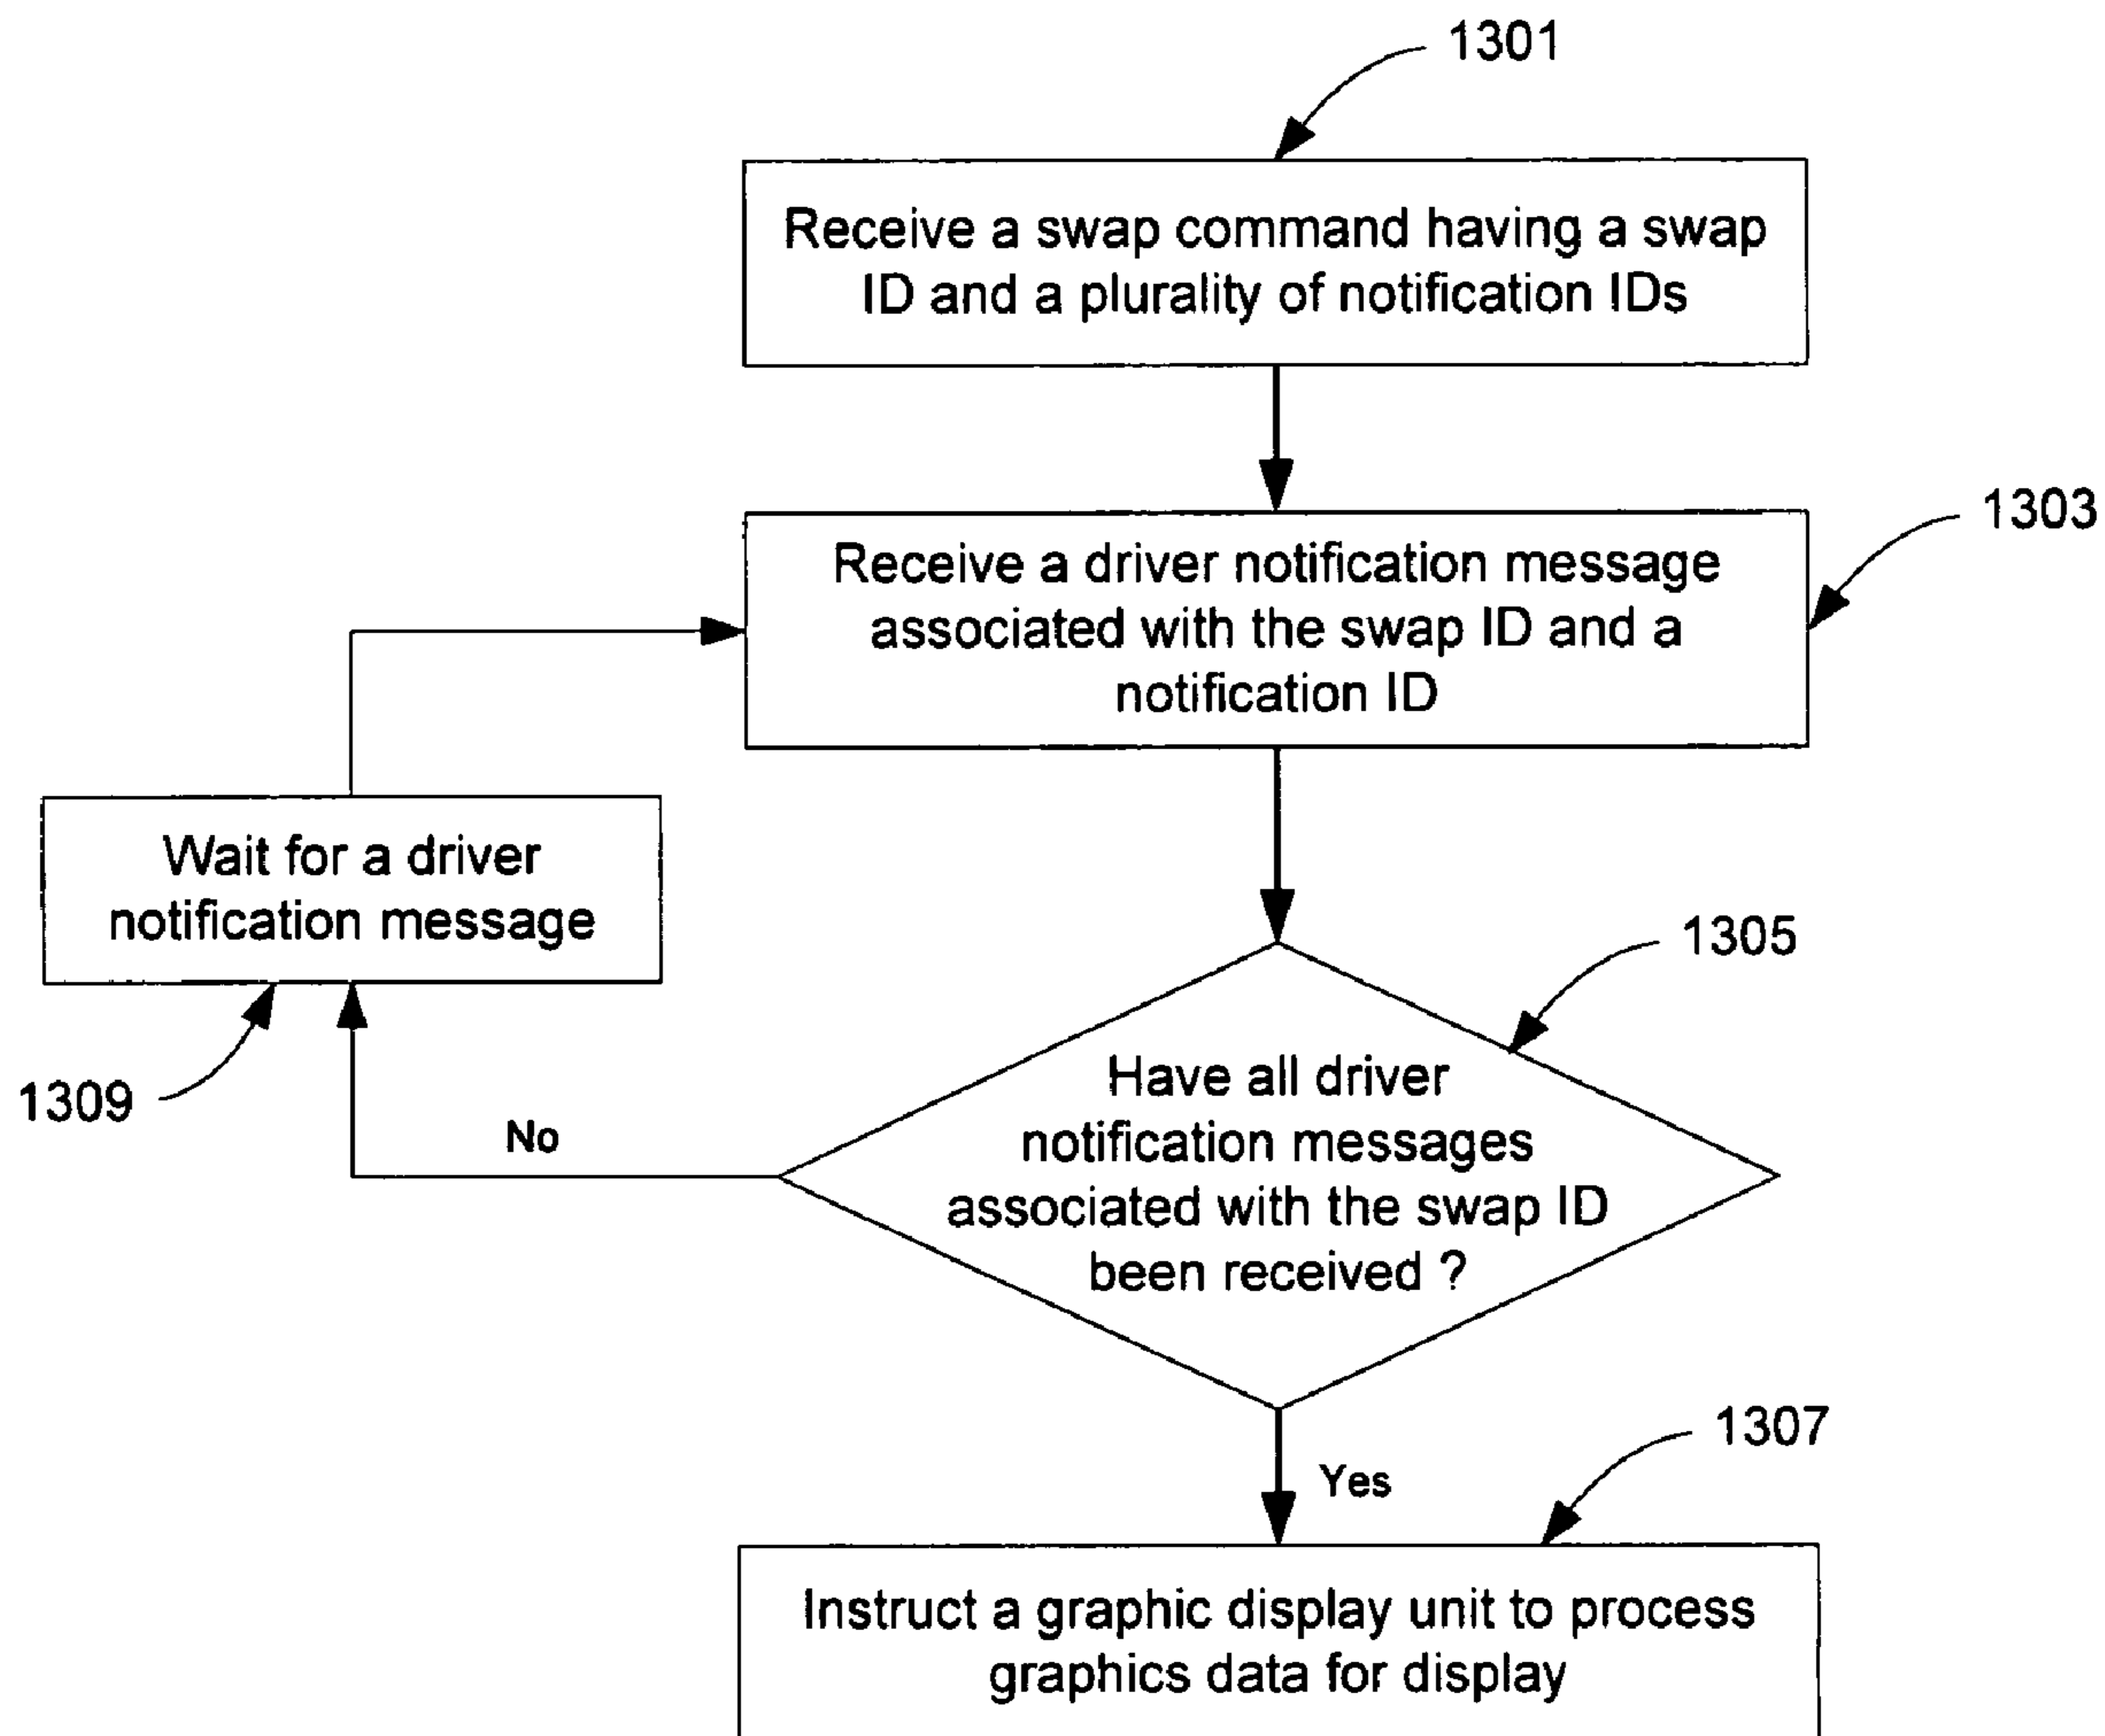 1301
Receive a swap command having a swap
ID and a plurality of notification IDs
1303
Receive a driver notification message
associated with the swap ID and a
notification ID
Wait for a driver
notification message
1305
1309
No
Have all driver
notification messages
associated with the swap ID
been received ?
1307
Yes
Instruct a graphic display unit to process
graphics data for display